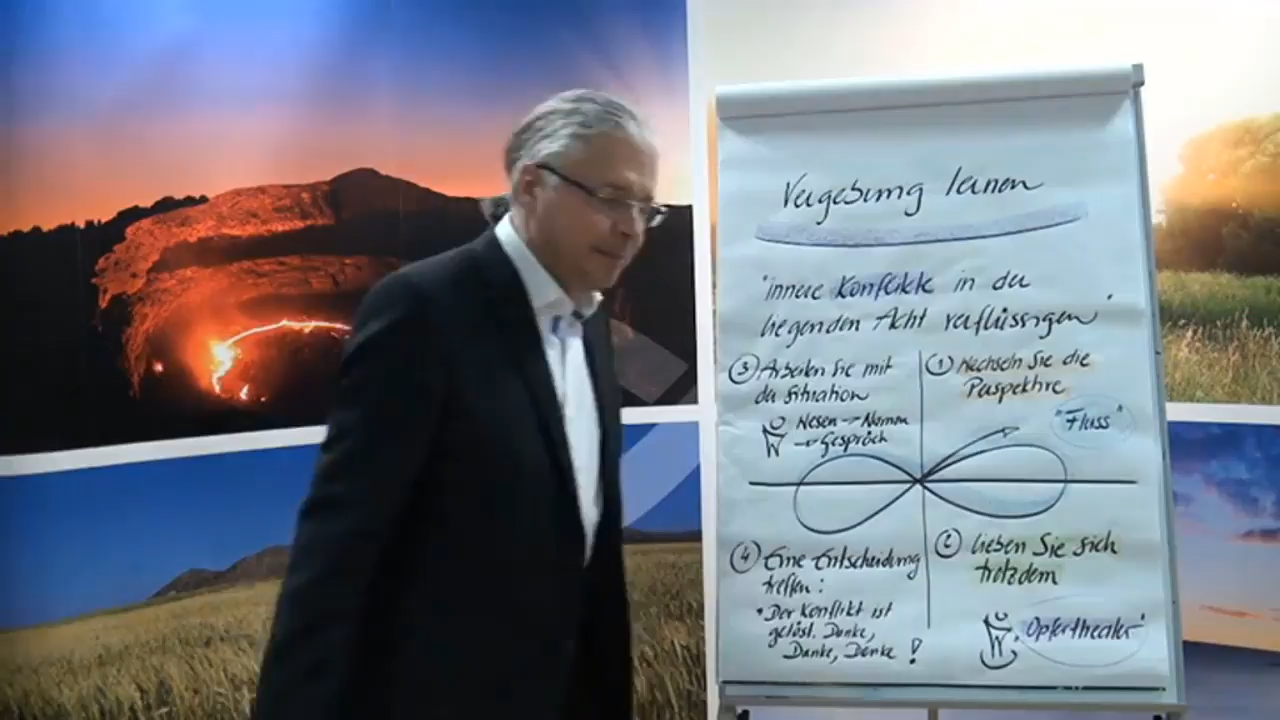 Vergebung lernen
"innere Konflikte in der
liegenden Acht verflüssigen"
③ Arbeiten Sie mit
der Situation
Wesen → Namen
→ Gespräch
① Wechseln Sie die
Perspektive
"Fluss"
④ Eine Entscheidung
treffen:
"Der Konflikt ist
gelöst. Danke,
Danke, Danke!
② Lieben Sie sich
trotzdem
"Opfertheater"